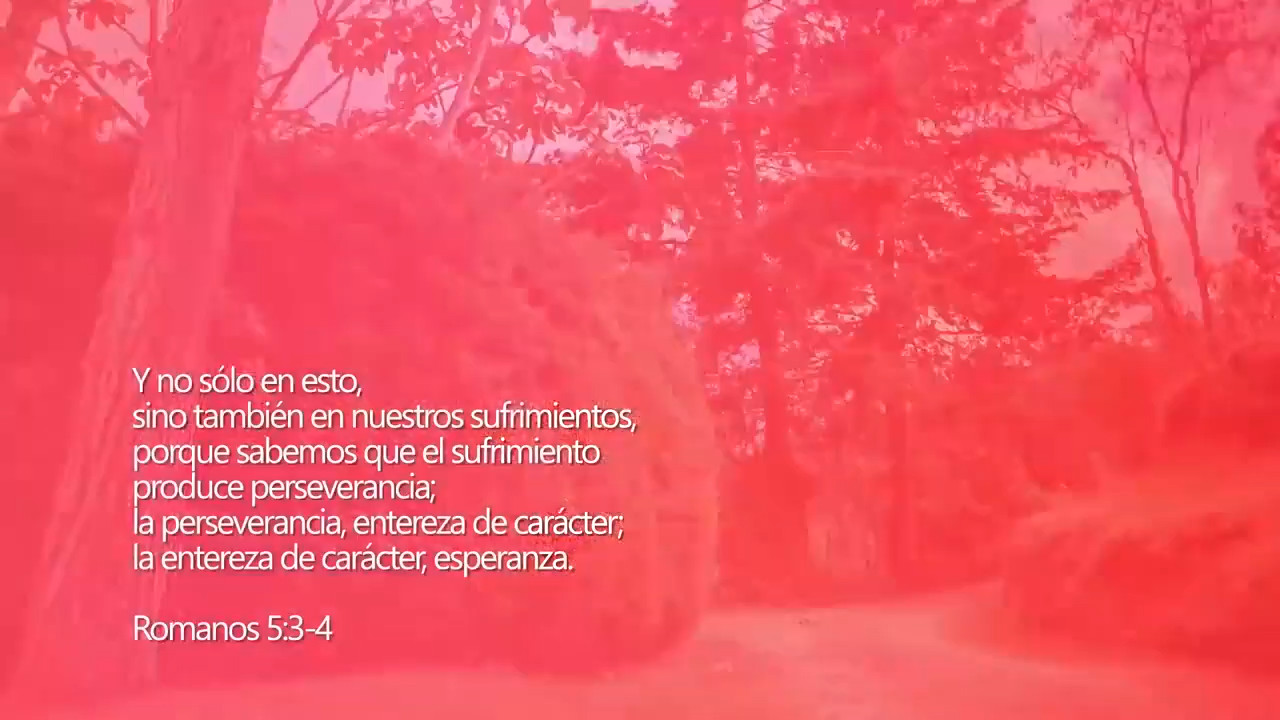 Y no sólo en esto,
sino también en nuestros sufrimientos,
porque sabemos que el sufrimiento
produce perseverancia;
la perseverancia, entereza de carácter;
la entereza de carácter, esperanza.
Romanos 5:3-4